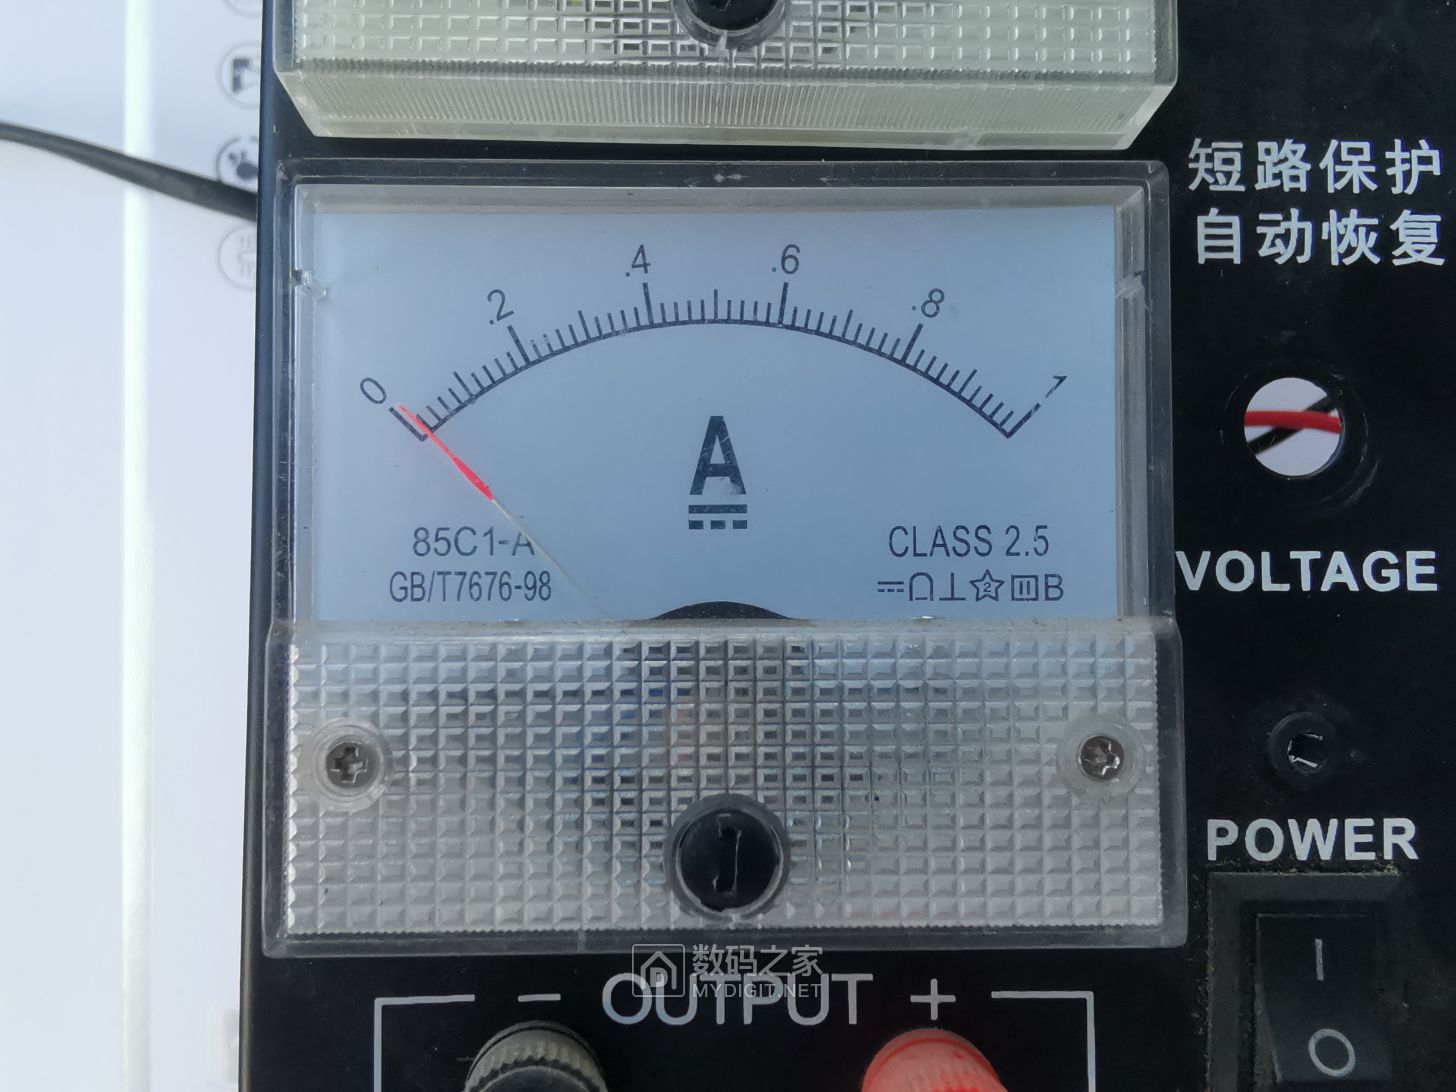 短路保护
自动恢复
0 .2 .4 .6 .8 1
A
85C1-A
GB/T7676-98
CLASS 2.5
2
B
VOLTAGE
POWER
数码之家
MYDIGIT.NET
− OUTPUT +